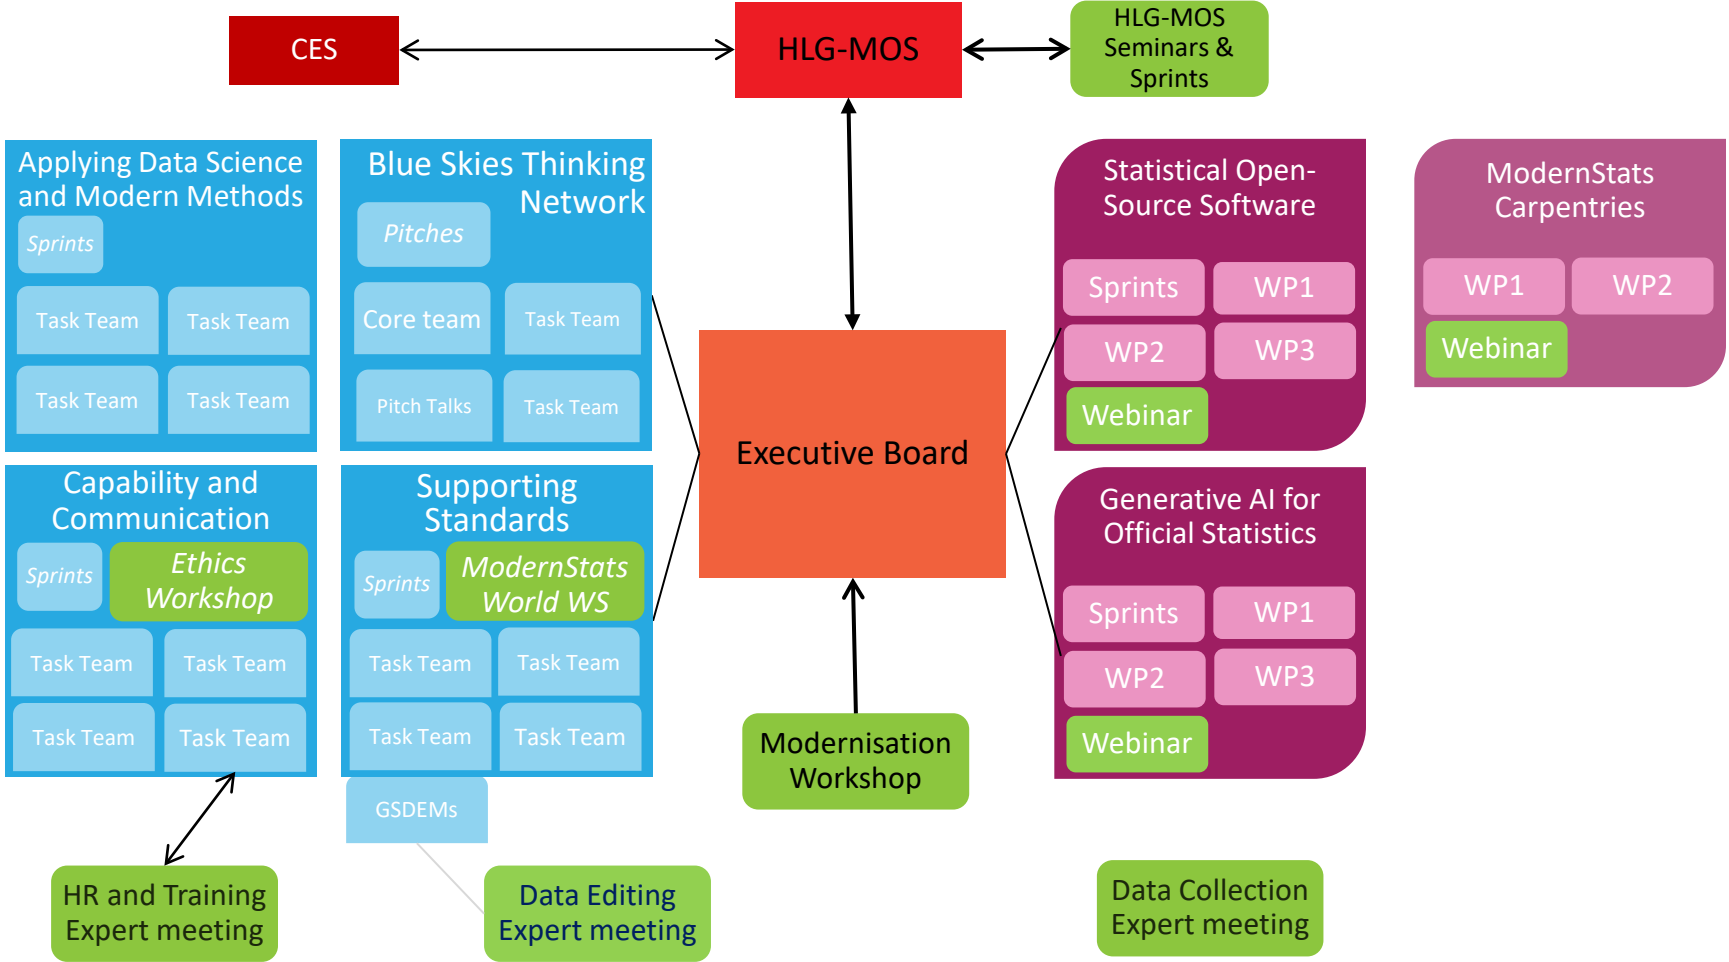 CES
HLG-MOS
HLG-MOS
Seminars &
Sprints
Applying Data Science
and Modern Methods
Sprints
Task Team
Task Team
Task Team
Task Team
Blue Skies Thinking
Network
Pitches
Core team
Task Team
Pitch Talks
Task Team
Statistical Open-
Source Software
Sprints
WP1
WP2
WP3
Webinar
ModernStats
Carpentries
WP1
WP2
Webinar
Executive Board
Capability and
Communication
Sprints
Ethics
Workshop
Task Team
Task Team
Task Team
Task Team
Supporting
Standards
Sprints
ModernStats
World WS
Task Team
Task Team
Task Team
Task Team
GSDEMs
Generative AI for
Official Statistics
Sprints
WP1
WP2
WP3
Webinar
Modernisation
Workshop
HR and Training
Expert meeting
Data Editing
Expert meeting
Data Collection
Expert meeting